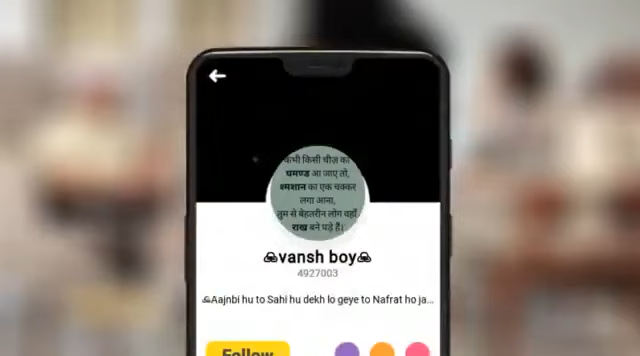 कभी किसी चीज़ का
घमण्ड आ जाए तो,
श्मशान का एक चक्कर
लगा आना,
तुम से बेहतरीन लोग वहाँ
राख बने पड़े हैं।
vansh boy
4927003
Aajnbi hu to Sahi hu dekh lo geye to Nafrat ho ja...
Follow